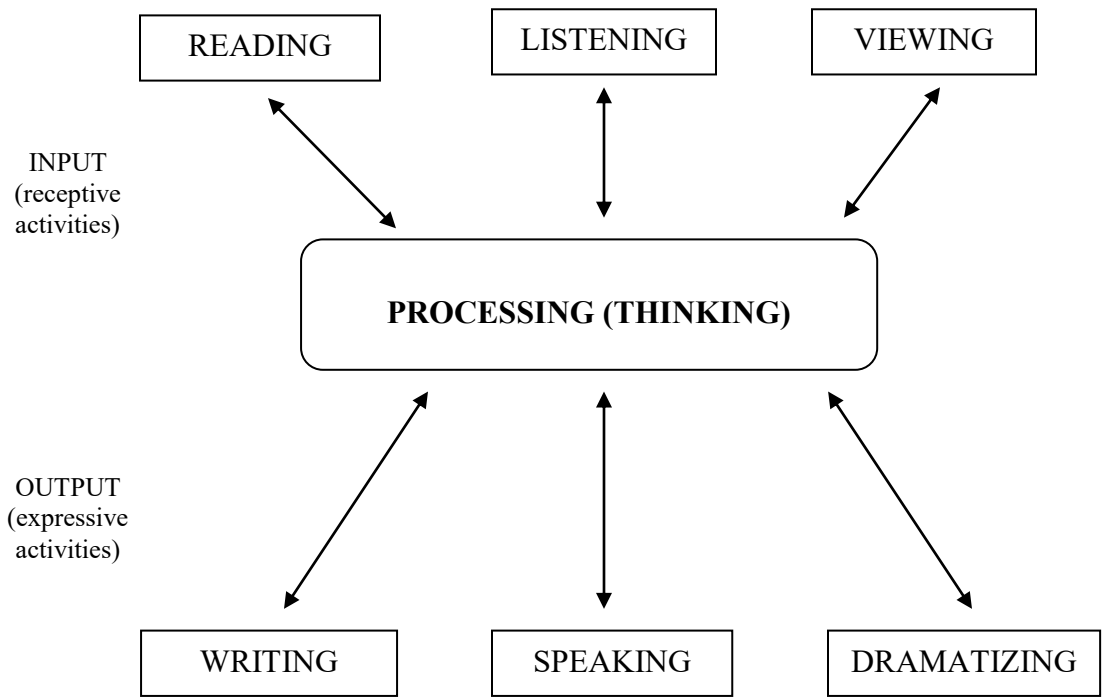 READING
LISTENING
VIEWING
INPUT
(receptive
activities)
PROCESSING (THINKING)
OUTPUT
(expressive
activities)
WRITING
SPEAKING
DRAMATIZING